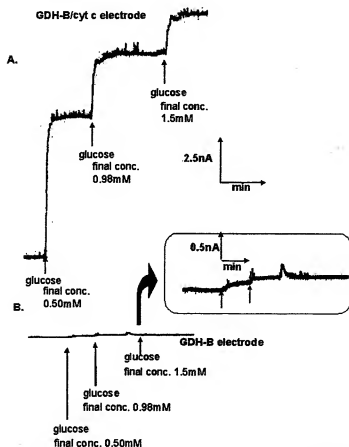 GDH-B/cyt c electrode
A.
glucose
final conc.
1.5mM
glucose
final conc.
0.98mM
2.5nA
min
glucose
final conc.
0.50mM
0.5nA
min
B.
GDH-B electrode
glucose
final conc. 1.5mM
glucose
final conc. 0.98mM
glucose
final conc. 0.50mM